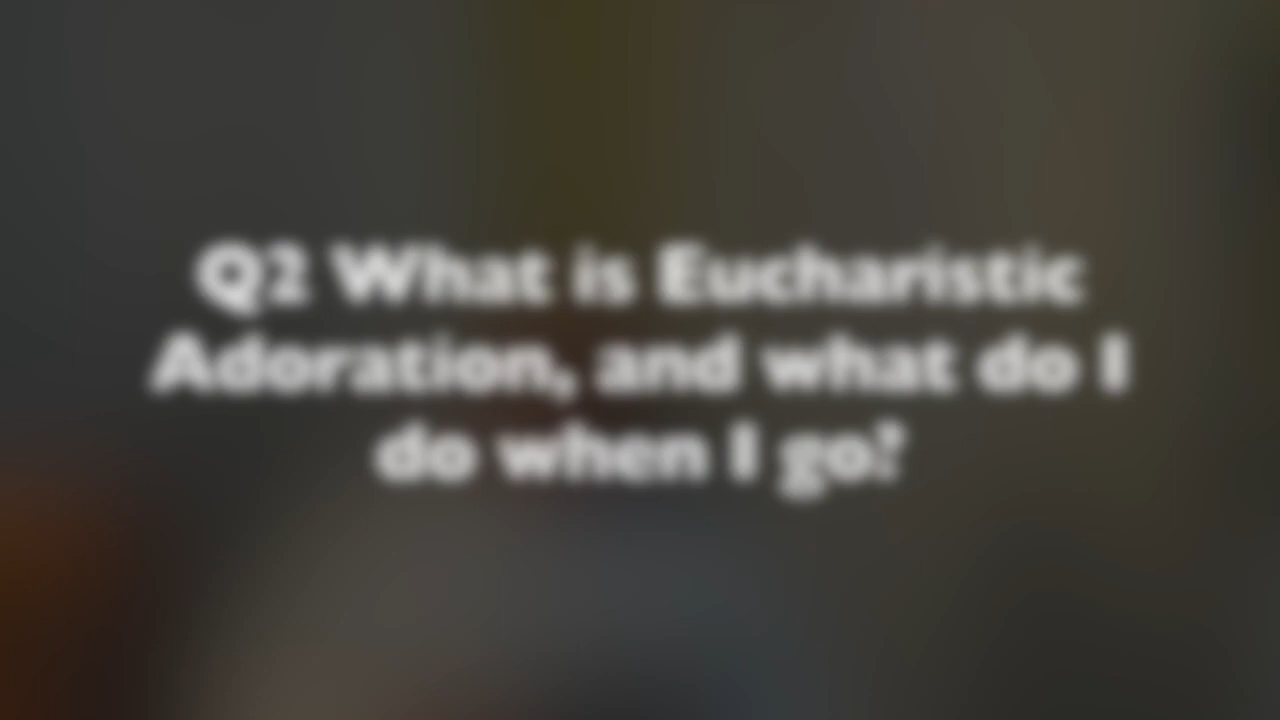 Q2 What is Eucharistic
Adoration, and what do I
do when I go?